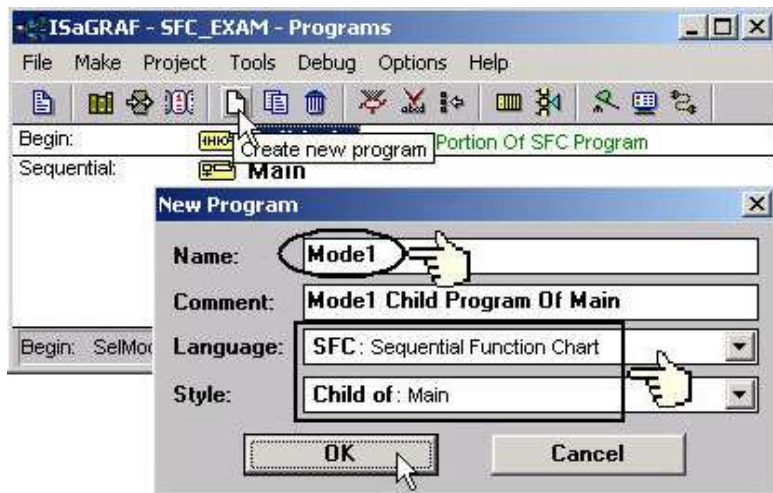 ISaGRAF - SFC_EXAM - Programs
File Make Project Tools Debug Options Help
Begin: Portion Of SFC Program
Create new program
Sequential: Main
New Program
Name: Mode1
Comment: Mode1 Child Program Of Main
Begin: Language: SFC : Sequential Function Chart
Style: Child of : Main
OK Cancel